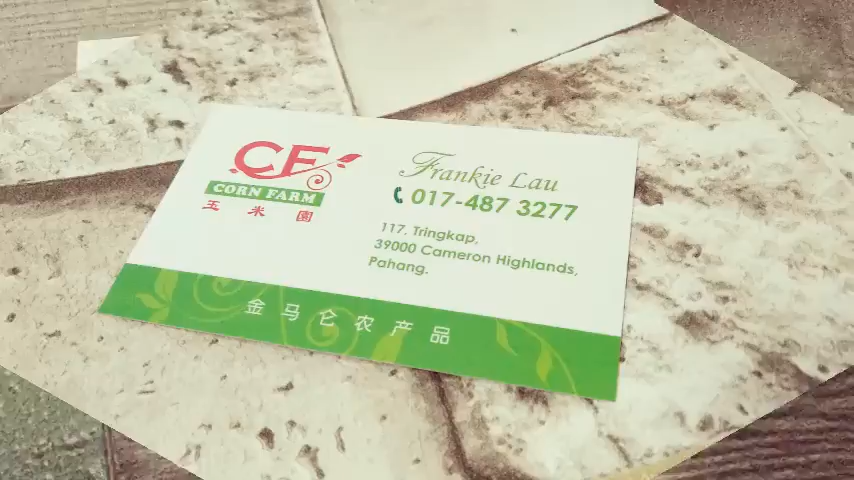 CF
CORN FARM
玉米園
Frankie Lau
017-487 3277
117. Tringkap,
39000 Cameron Highlands,
Pahang.
金马仑农产品